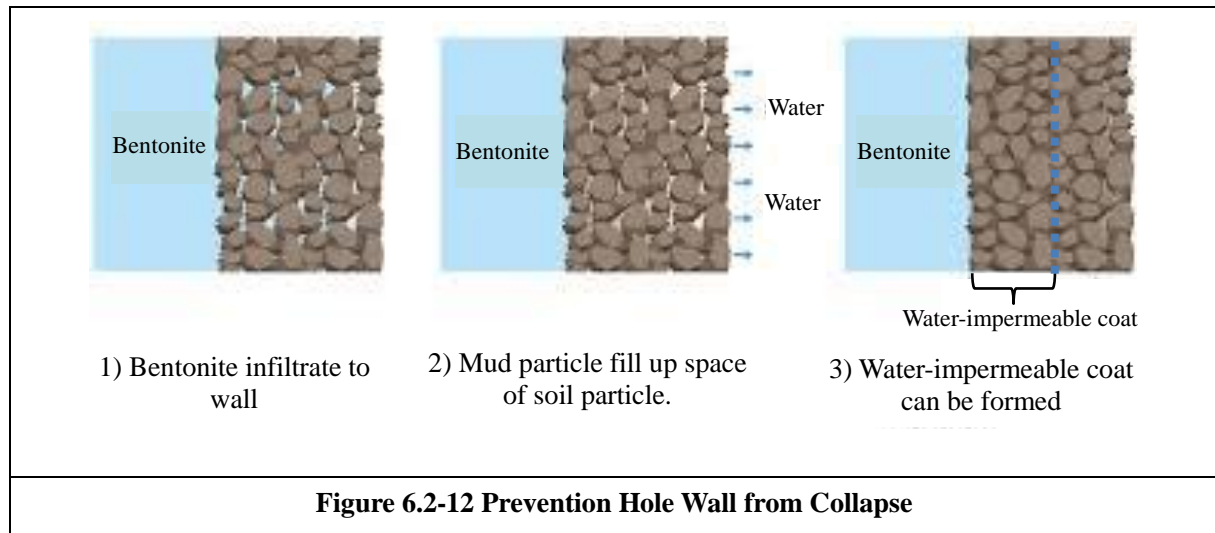 Bentonite
Bentonite
Water
Water
Bentonite
Water-impermeable coat
1) Bentonite infiltrate to
wall
2) Mud particle fill up space
of soil particle.
3) Water-impermeable coat
can be formed
Figure 6.2-12 Prevention Hole Wall from Collapse